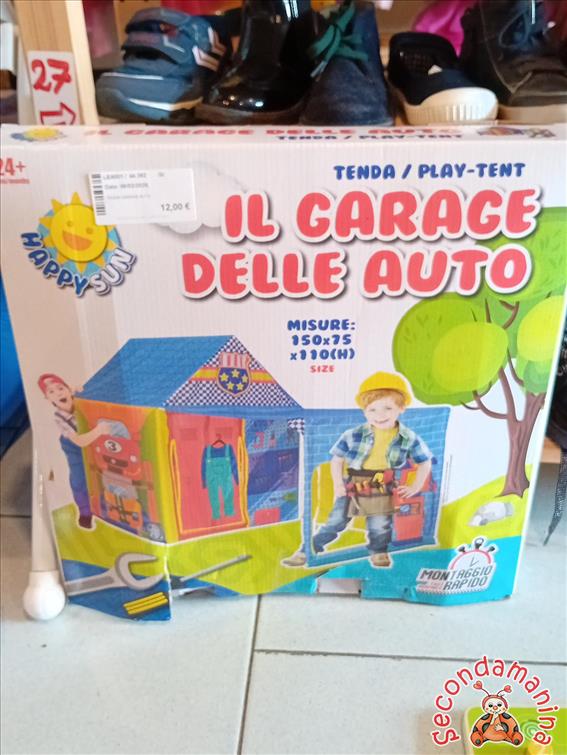 27
IL GARAGE DELLE AUTO
TENDA / PLAY-TENT
24+
12,00 €
TENDA / PLAY-TENT
IL GARAGE
DELLE AUTO
HAPPY SUN
MISURE:
150x75
x110(H)
SIZE
3
MONTAGGIO
RAPIDO
Secondamanina